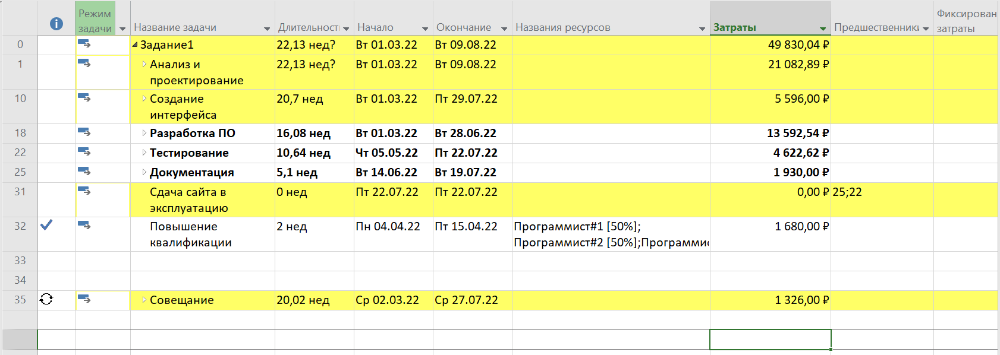 Режим задачи Название задачи Длительност Начало Окончание Названия ресурсов Затраты Предшественники Фиксирован затраты
0 Задание1 22,13 нед? Вт 01.03.22 Вт 09.08.22 49 830,04 ₽
1 Анализ и проектирование 22,13 нед? Вт 01.03.22 Вт 09.08.22 21 082,89 ₽
10 Создание интерфейса 20,7 нед Вт 01.03.22 Пт 29.07.22 5 596,00 ₽
18 Разработка ПО 16,08 нед Вт 01.03.22 Вт 28.06.22 13 592,54 ₽
22 Тестирование 10,64 нед Чт 05.05.22 Пт 22.07.22 4 622,62 ₽
25 Документация 5,1 нед Вт 14.06.22 Вт 19.07.22 1 930,00 ₽
31 Сдача сайта в эксплуатацию 0 нед Пт 22.07.22 Пт 22.07.22 0,00 ₽ 25;22
32 Повышение квалификации 2 нед Пн 04.04.22 Пт 15.04.22 Программист#1 [50%]; Программист#2 [50%];Программис 1 680,00 ₽
33
34
35 Совещание 20,02 нед Ср 02.03.22 Ср 27.07.22 1 326,00 ₽